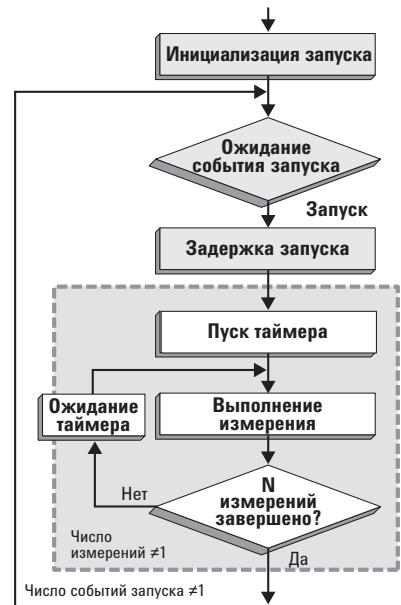 Инициализация запуска
Ожидание
события запуска
Запуск
Задержка запуска
Пуск таймера
Ожидание
таймера
Выполнение
измерения
N
измерений
завершено?
Нет
Число
измерений ≠1
Да
Число событий запуска ≠1